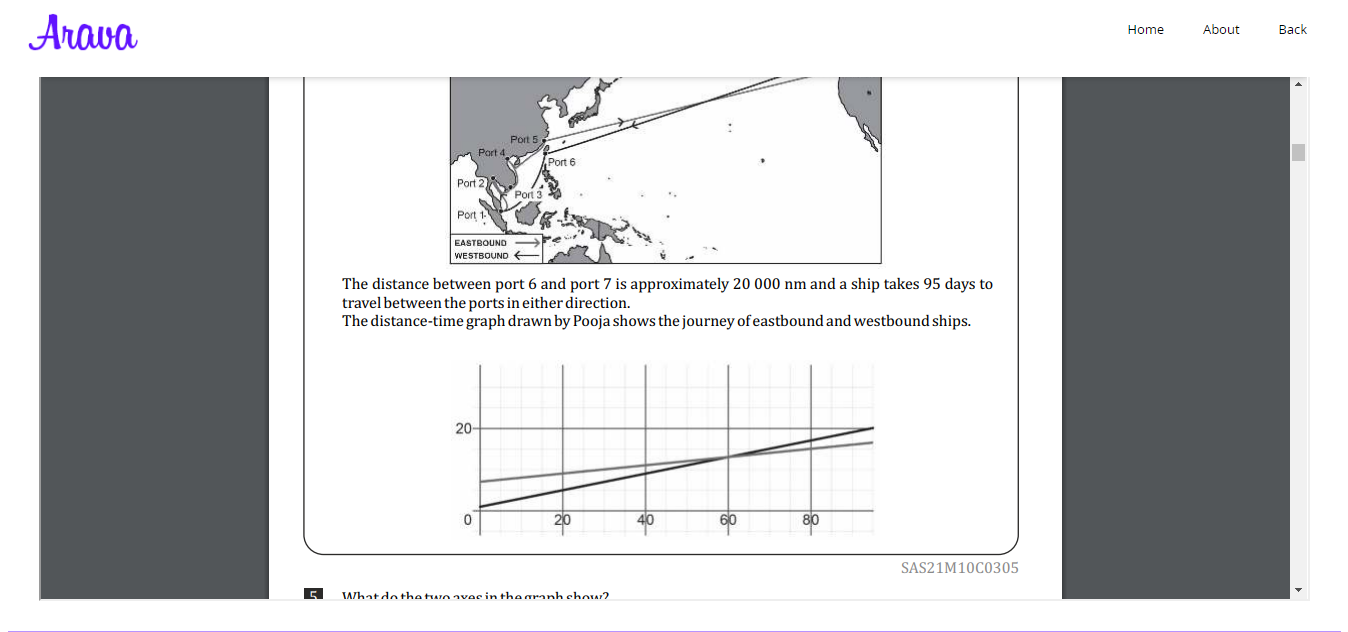 Arava
Home
About
Back
Port 5
Port 4
Port 6
Port 2
Port 3
Port 1
EASTBOUND
WESTBOUND
The distance between port 6 and port 7 is approximately 20 000 nm and a ship takes 95 days to
travel between the ports in either direction.
The distance-time graph drawn by Pooja shows the journey of eastbound and westbound ships.
20
0
20
40
60
80
SAS21M10C0305
5
What do the two axes in the graph show?